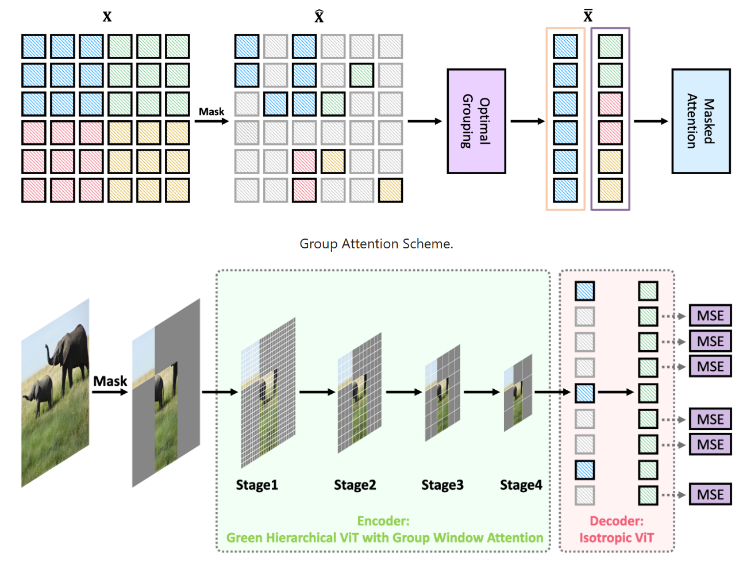 X
X̂
X̄
Mask
Optimal
Grouping
Masked
Attention
Group Attention Scheme.
Mask
Stage1
Stage2
Stage3
Stage4
MSE
MSE
MSE
MSE
MSE
MSE
Encoder:
Green Hierarchical ViT with Group Window Attention
Decoder:
Isotropic ViT